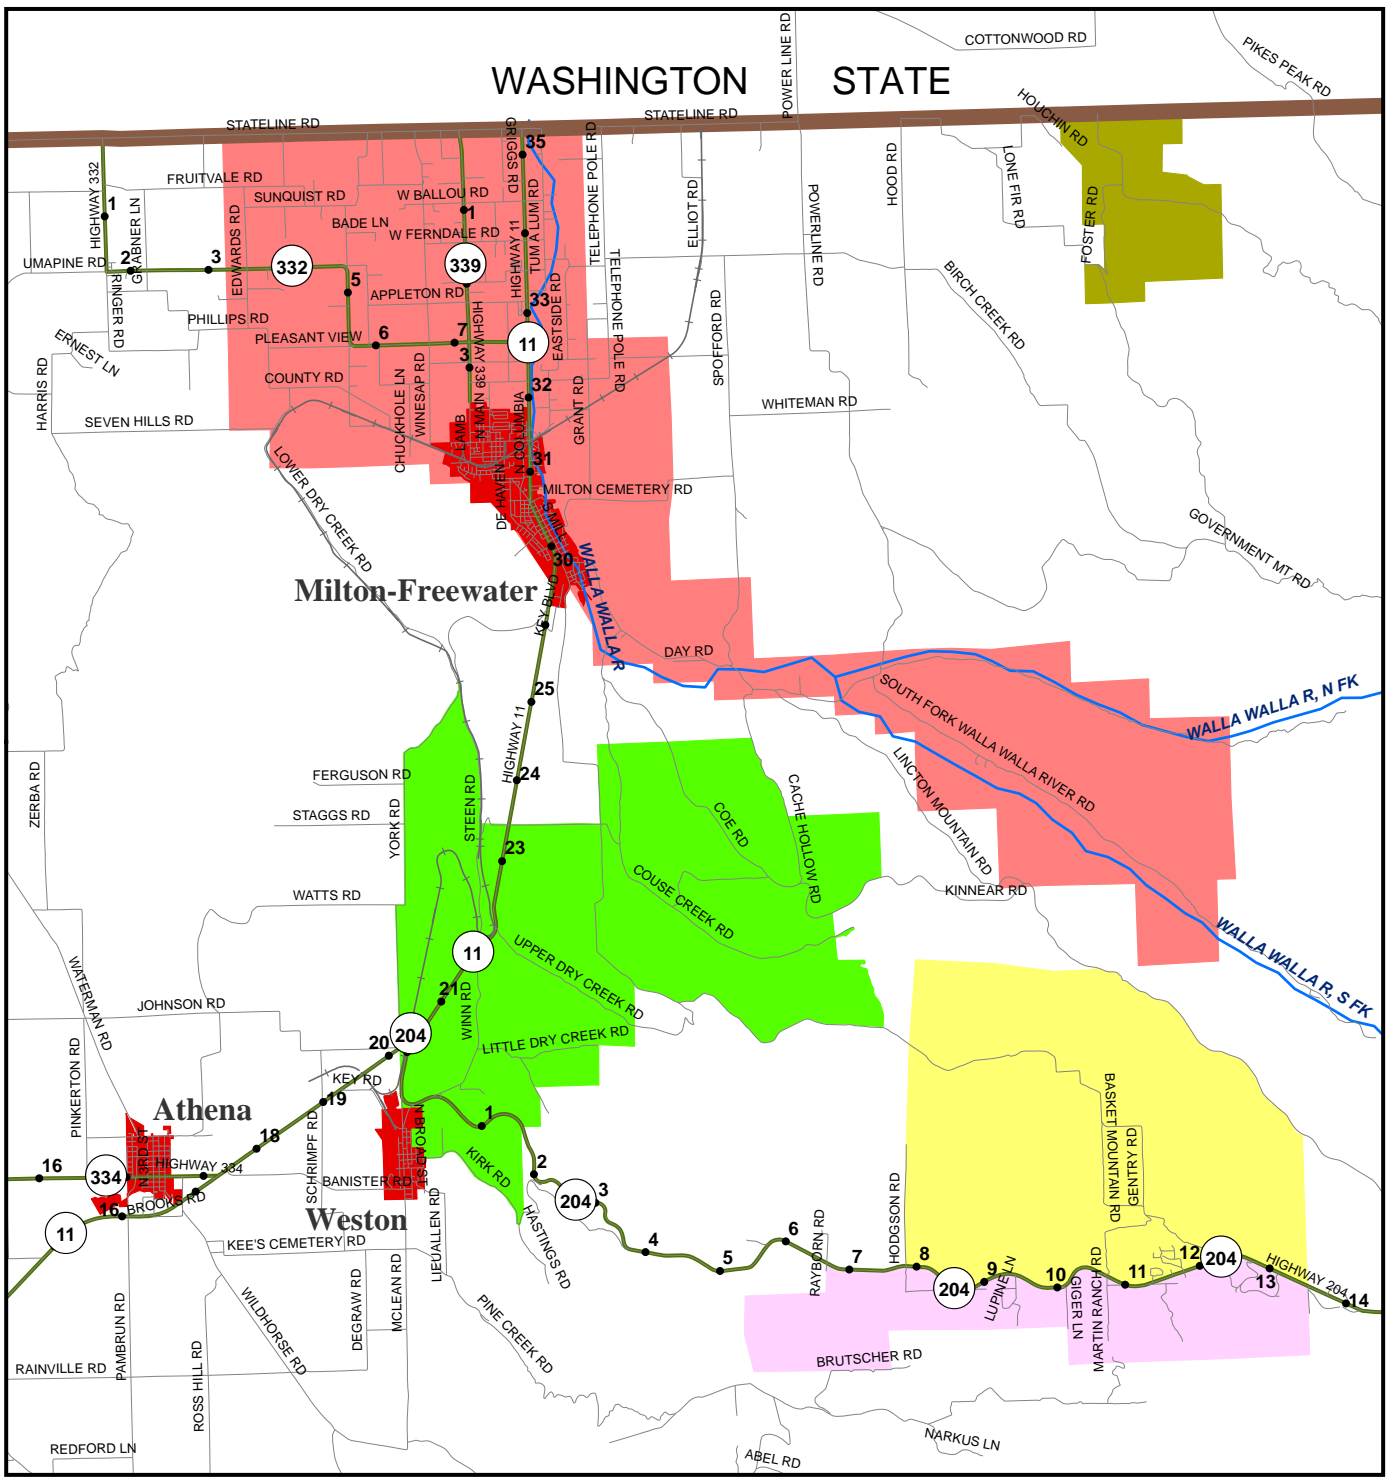 COTTONWOOD RD
POWER LINE RD
PIKES PEAK RD
WASHINGTON STATE
HOUCHIN RD
STATELINE RD
STATELINE RD
GRIGGS RD
35
TELEPHONE POLE RD
HIGHWAY 332
FRUITVALE RD
SUNQUIST RD
W BALLOU RD
TUMALUM RD
ELLIOT RD
POWERLINE RD
HOOD RD
LONE FIR RD
FOSTER RD
1
GRABNER LN
EDWARDS RD
BADE LN
1
W FERNDALE RD
HIGHWAY 11
UMAPINE RD
2
3
332
339
RINGER RD
5
APPLETON RD
33
EASTSIDE RD
TELEPHONE POLE RD
BIRCH CREEK RD
PHILLIPS RD
PLEASANT VIEW
6
7
3
HIGHWAY 339
11
SPOFFORD RD
ERNEST LN
HARRIS RD
COUNTY RD
CHUCKHOLE LN
WINESAP RD
LAMB
N MAIN
N COLUMBIA
32
GRANT RD
WHITEMAN RD
SEVEN HILLS RD
LOWER DRY CREEK RD
31
DE HAVEN
MILTON CEMETERY RD
S MILL
GOVERNMENT MT RD
30
Milton-Freewater
KEY BLVD
WALLA WALLA R
DAY RD
25
HIGHWAY 11
SOUTH FORK WALLA WALLA RIVER RD
WALLA WALLA R, N FK
24
ZERBA RD
FERGUSON RD
STAGGS RD
YORK RD
STEEN RD
23
COE RD
CACHE HOLLOW RD
LINCTON MOUNTAIN RD
WATTS RD
COUSE CREEK RD
KINNEAR RD
11
UPPER DRY CREEK RD
WALLA WALLA R, S FK
WATERMAN RD
JOHNSON RD
21
WINN RD
204
20
LITTLE DRY CREEK RD
PINKERTON RD
KEY RD
19
Athena
SCHRIMPF RD
1
18
N 3RD ST
N BROAD ST
BASKET MOUNTAIN RD
GENTRY RD
16
334
HIGHWAY 334
BANISTER RD
KIRK RD
2
BROOKS RD
16
Weston
204
3
HODGSON RD
11
LIEUALLEN RD
HASTINGS RD
KEE'S CEMETERY RD
4
5
6
RAYBORN RD
7
8
204
9
LUPINE LN
10
GIGER LN
MARTIN RANCH RD
11
12
204
13
HIGHWAY 204
14
PAMBRUN RD
WILDHORSE RD
DEGRAW RD
MCLEAN RD
PINE CREEK RD
RAINVILLE RD
ROSS HILL RD
BRUTSCHER RD
REDFORD LN
NARKUS LN
ABEL RD